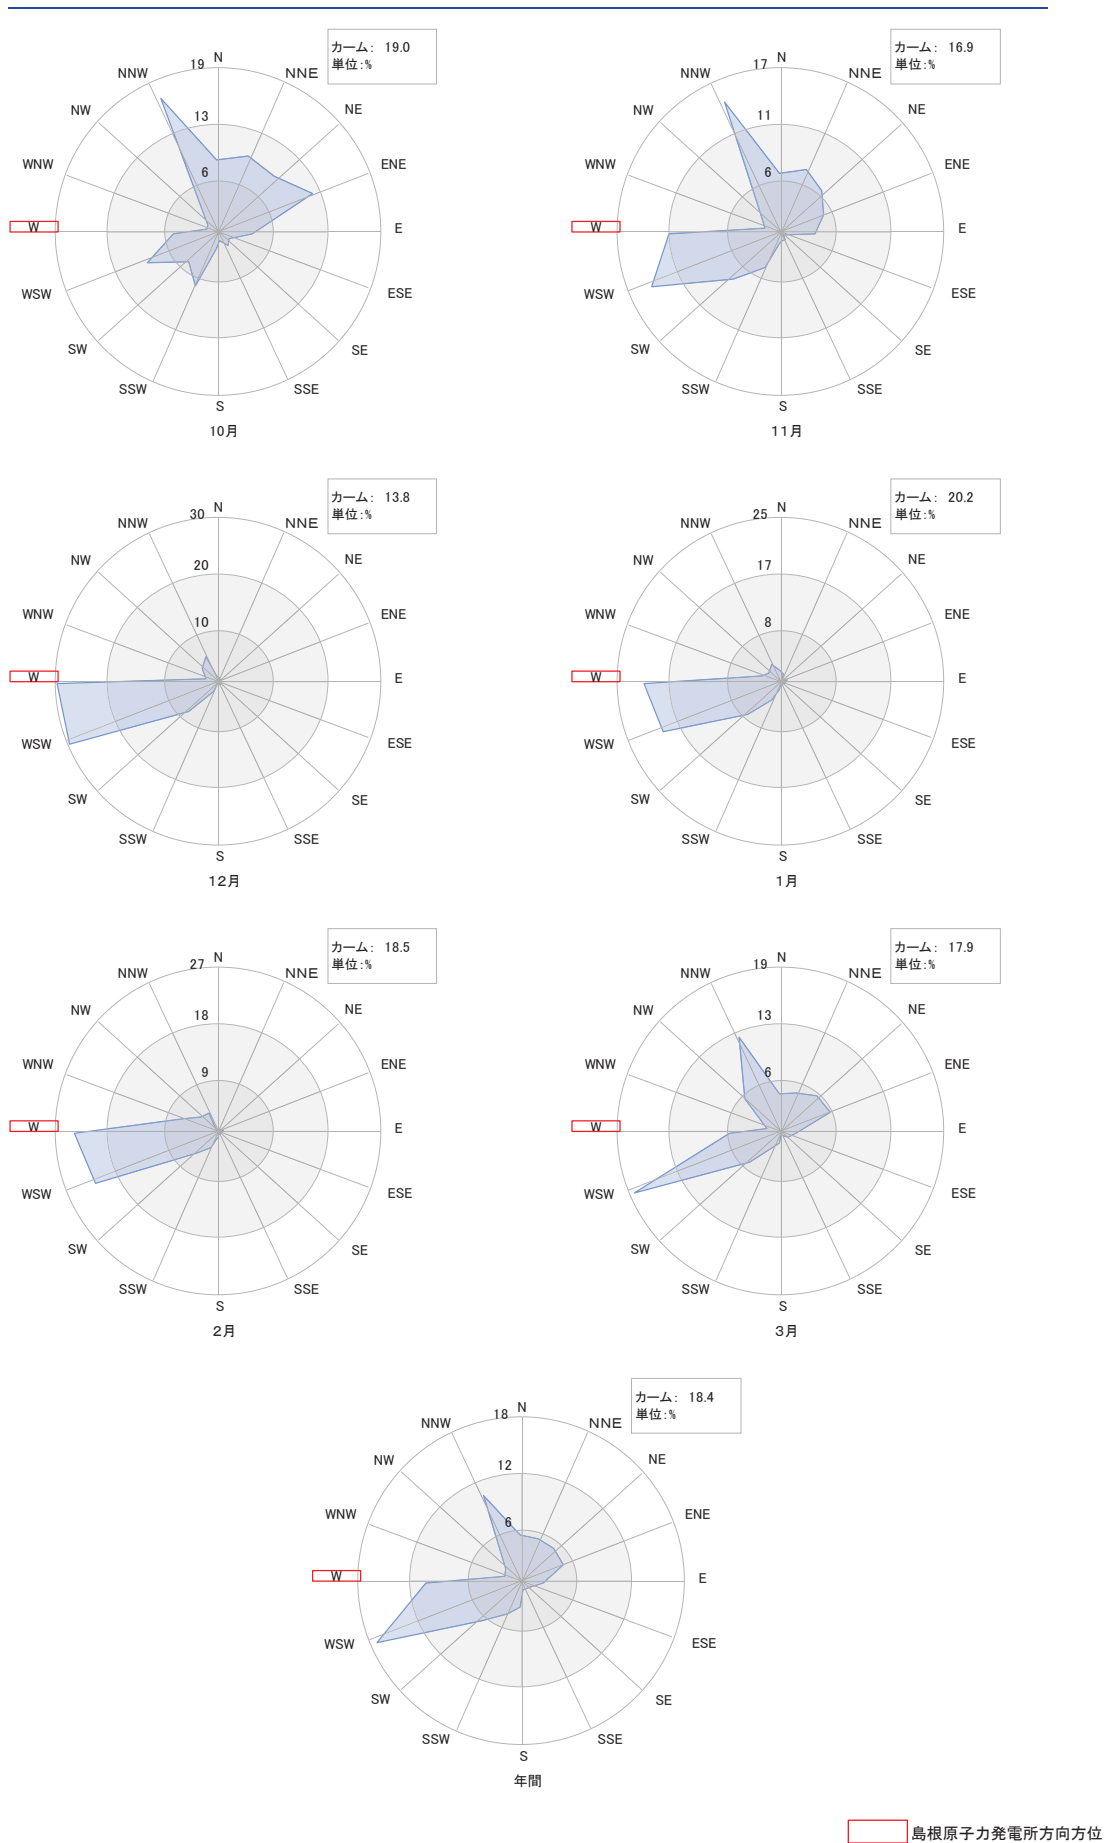 カーム: 19.0
単位:%
N
NNE
NE
ENE
E
ESE
SE
SSE
S
SSW
SW
WSW
W
WNW
NW
NNW
19
13
6
10月
カーム: 16.9
単位:%
N
NNE
NE
ENE
E
ESE
SE
SSE
S
SSW
SW
WSW
W
WNW
NW
NNW
17
11
6
11月
カーム: 13.8
単位:%
N
NNE
NE
ENE
E
ESE
SE
SSE
S
SSW
SW
WSW
W
WNW
NW
NNW
30
20
10
12月
カーム: 20.2
単位:%
N
NNE
NE
ENE
E
ESE
SE
SSE
S
SSW
SW
WSW
W
WNW
NW
NNW
25
17
8
1月
カーム: 18.5
単位:%
N
NNE
NE
ENE
E
ESE
SE
SSE
S
SSW
SW
WSW
W
WNW
NW
NNW
27
18
9
2月
カーム: 17.9
単位:%
N
NNE
NE
ENE
E
ESE
SE
SSE
S
SSW
SW
WSW
W
WNW
NW
NNW
19
13
6
3月
カーム: 18.4
単位:%
N
NNE
NE
ENE
E
ESE
SE
SSE
S
SSW
SW
WSW
W
WNW
NW
NNW
18
12
6
年間
島根原子力発電所方向方位